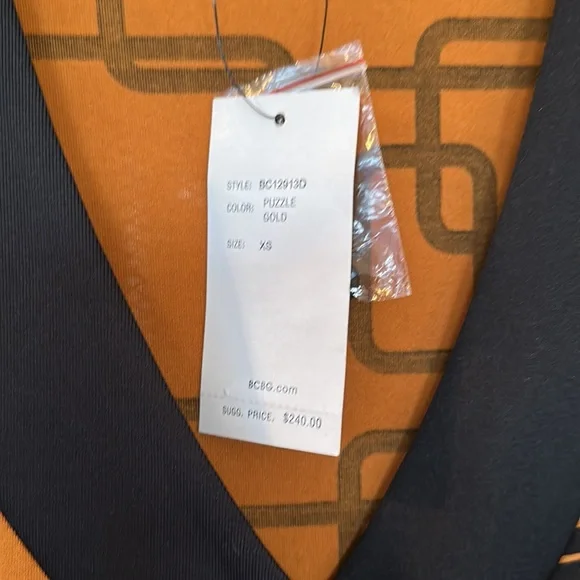 STYLE: BC12913D
COLOR: PUZZLE
GOLD
SIZE: XS
BCBG.com
SUGG. PRICE. $240.00